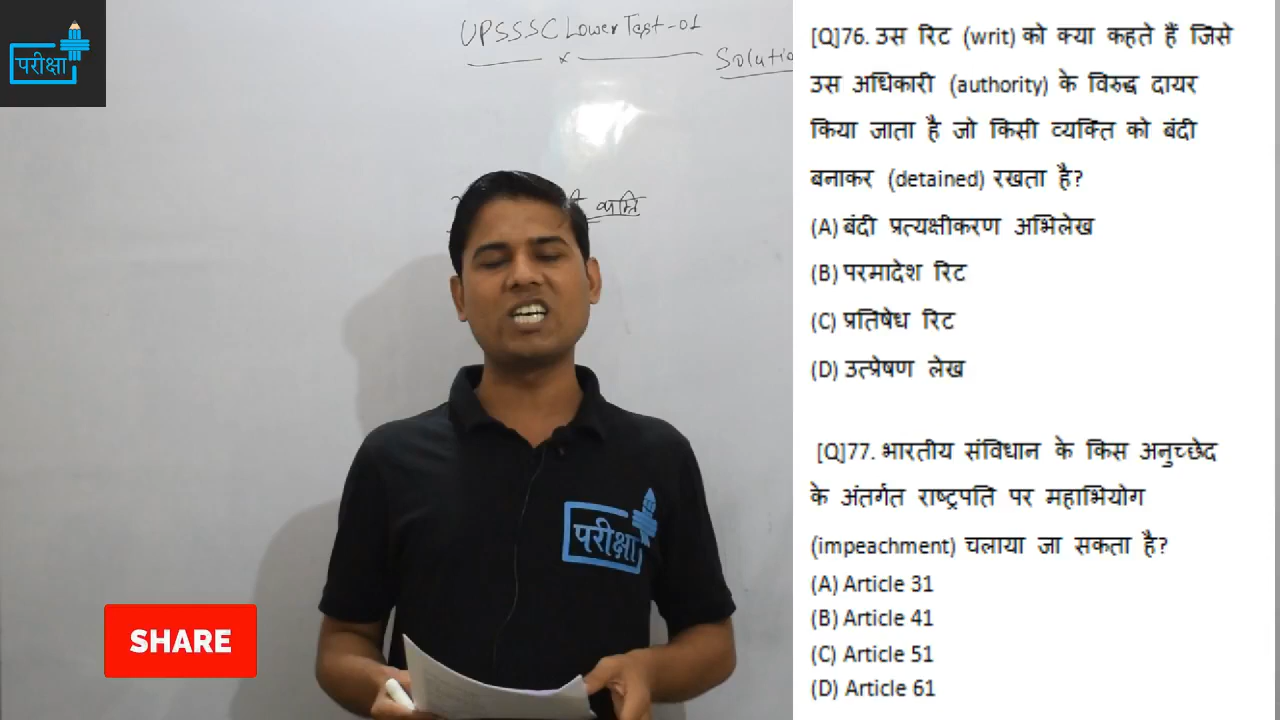 परीक्षा
UPSSSC Lower Test-01
Solutio
व्यक्ति
परीक्षा
SHARE
[Q]76. उस रिट (writ) को क्या कहते हैं जिसे
उस अधिकारी (authority) के विरुद्ध दायर
किया जाता है जो किसी व्यक्ति को बंदी
बनाकर (detained) रखता है?
(A) बंदी प्रत्यक्षीकरण अभिलेख
(B) परमादेश रिट
(C) प्रतिषेध रिट
(D) उत्प्रेषण लेख
[Q]77. भारतीय संविधान के किस अनुच्छेद
के अंतर्गत राष्ट्रपति पर महाभियोग
(impeachment) चलाया जा सकता है?
(A) Article 31
(B) Article 41
(C) Article 51
(D) Article 61